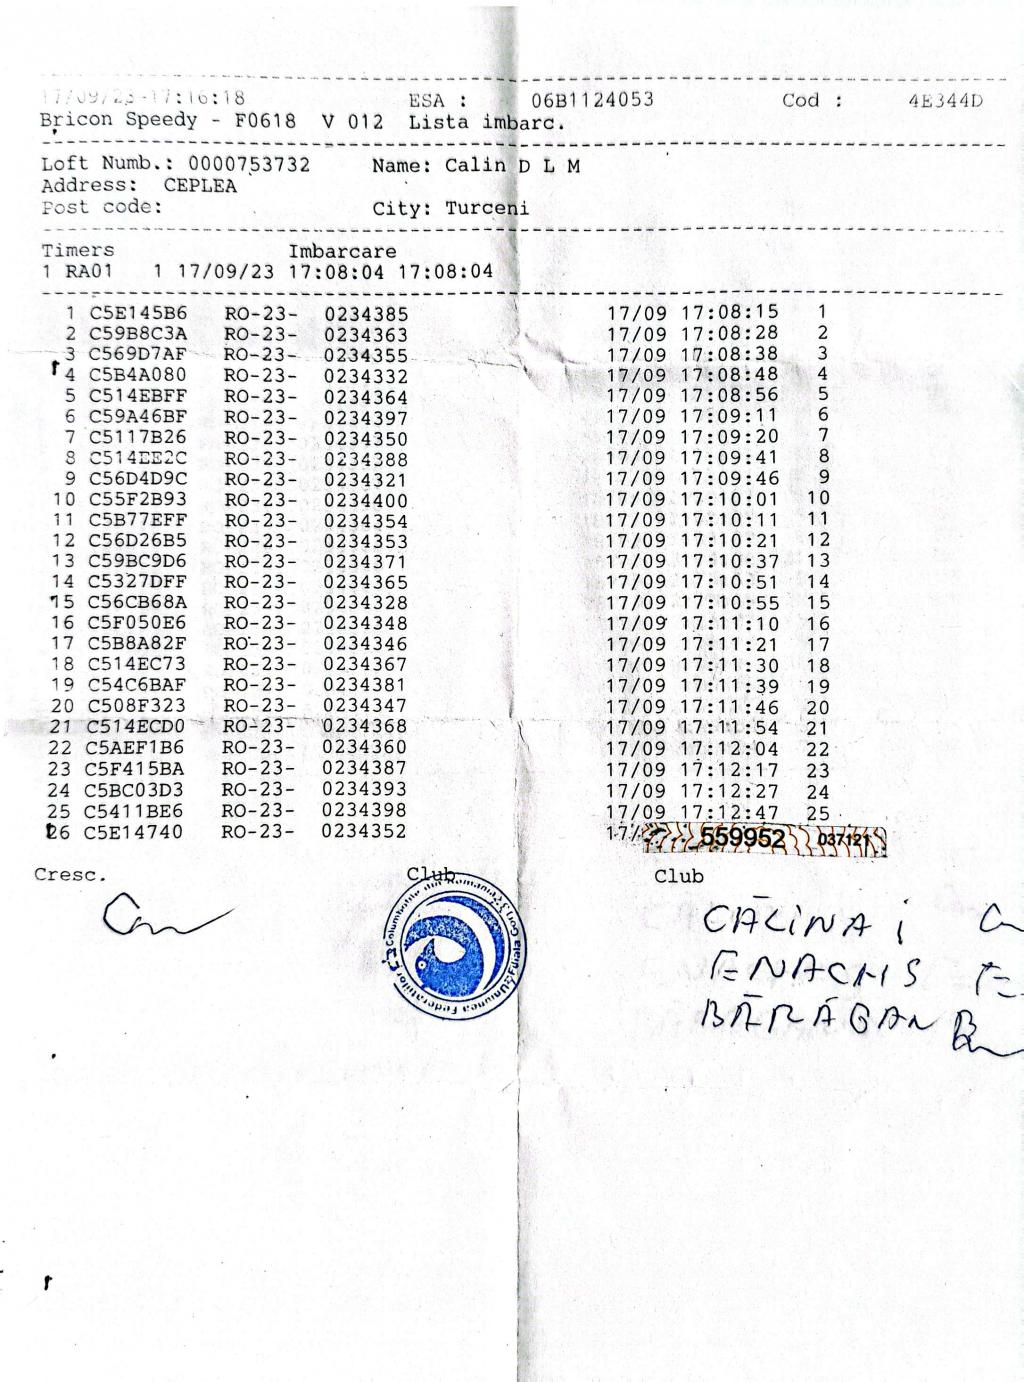 17/09/23-17:16:18 ESA : 06B1124053 Cod : 4E344D
Bricon Speedy - F0618 V 012 Lista imbarc.
Loft Numb.: 0000753732 Name: Calin D L M
Address: CEPLEA
Post code: City: Turceni
Timers Imbarcare
1 RA01 1 17/09/23 17:08:04 17:08:04
1 C5E145B6 RO-23- 0234385 17/09 17:08:15 1
2 C59B8C3A RO-23- 0234363 17/09 17:08:28 2
3 C569D7AF RO-23- 0234355 17/09 17:08:38 3
4 C5B4A080 RO-23- 0234332 17/09 17:08:48 4
5 C514EBFF RO-23- 0234364 17/09 17:08:56 5
6 C59A46BF RO-23- 0234397 17/09 17:09:11 6
7 C5117B26 RO-23- 0234350 17/09 17:09:20 7
8 C514EE2C RO-23- 0234388 17/09 17:09:41 8
9 C56D4D9C RO-23- 0234321 17/09 17:09:46 9
10 C55F2B93 RO-23- 0234400 17/09 17:10:01 10
11 C5B77EFF RO-23- 0234354 17/09 17:10:11 11
12 C56D26B5 RO-23- 0234353 17/09 17:10:21 12
13 C59BC9D6 RO-23- 0234371 17/09 17:10:37 13
14 C5327DFF RO-23- 0234365 17/09 17:10:51 14
15 C56CB68A RO-23- 0234328 17/09 17:10:55 15
16 C5F050E6 RO-23- 0234348 17/09 17:11:10 16
17 C5B8A82F RO-23- 0234346 17/09 17:11:21 17
18 C514EC73 RO-23- 0234367 17/09 17:11:30 18
19 C54C6BAF RO-23- 0234381 17/09 17:11:39 19
20 C508F323 RO-23- 0234347 17/09 17:11:46 20
21 C514ECD0 RO-23- 0234368 17/09 17:11:54 21
22 C5AEF1B6 RO-23- 0234360 17/09 17:12:04 22
23 C5F415BA RO-23- 0234387 17/09 17:12:17 23
24 C5BC03D3 RO-23- 0234393 17/09 17:12:27 24
25 C5411BE6 RO-23- 0234398 17/09 17:12:47 25
26 C5E14740 RO-23- 0234352 17/ 559952 037121
Cresc. Club Club
Uniunea Federatiilor Columbofile din Romania Filiala Gorj
CĂLINA i
ENACHS
BĂRĂGAN